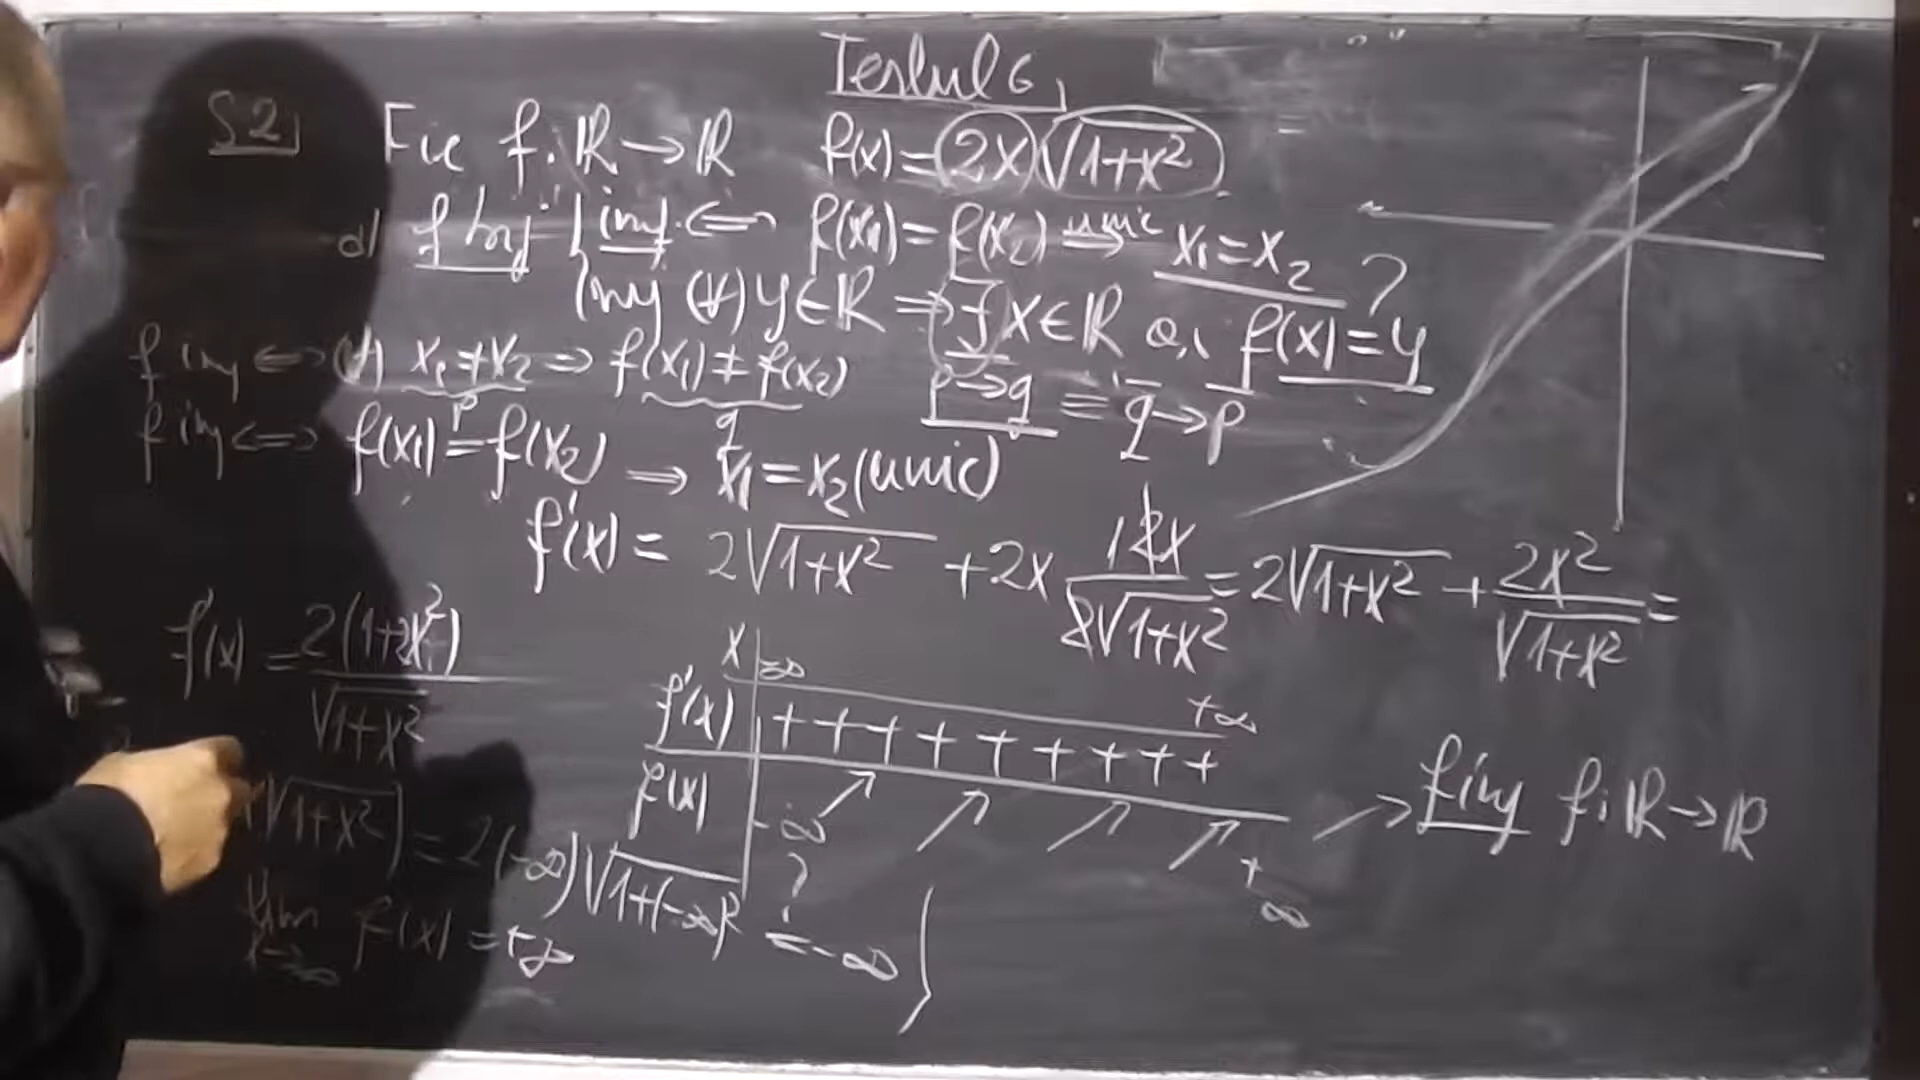 Testul 6
S2
Fie f: ℝ → ℝ f(x) = 2x √(1+x²)
a) f bij { inj. ⟺ f(x₁) = f(x₂) ⟹ unic x₁ = x₂ ?
(∀) y ∈ ℝ ⟹ ∃ x ∈ ℝ a.i f(x) = y
f inj ⟺ (∀) x₁ ≠ x₂ ⟹ f(x₁) ≠ f(x₂)
p q
p → q ≡ q̄ → p̄
f inj ⟺ f(x₁) = f(x₂) ⟹ x₁ = x₂ (unic)
f'(x) = 2√(1+x²) + 2x 1·2x / 2√(1+x²) = 2√(1+x²) + 2x² / √(1+x²) =
f'(x) = 2(1+2x²) / √(1+x²)
x | -∞ +∞
f'(x) | + + + + + + + + +
f(x) | -∞ ↗ ↗ ↗ ↗ +∞
→ f inj f: ℝ → ℝ
√(1+x²)) = 2(-∞)√(1+(-∞)²) = -∞
?
lim f(x) = +∞
x→∞